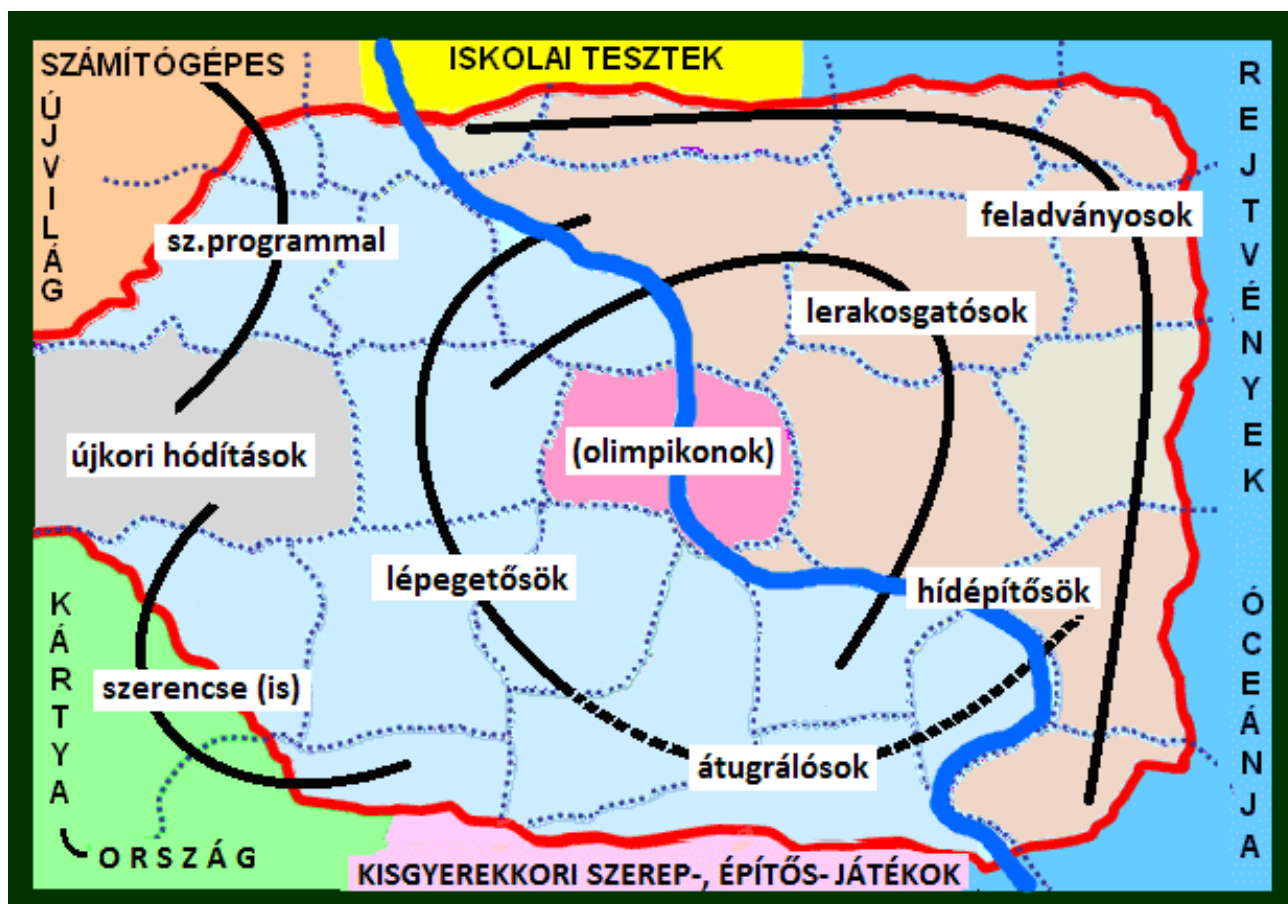 SZÁMÍTÓGÉPES
ÚJVILÁG
ISKOLAI TESZTEK
REJTVÉNYEK ÓCEÁNJA
feladványosok
sz.programmal
lerakosgatósok
újkori hódítások
(olimpikonok)
lépegetősök
hídépítősök
szerencse (is)
átugrálósok
KÁRTYA
ORSZÁG
KISGYEREKKORI SZEREP-, ÉPÍTŐS- JÁTÉKOK